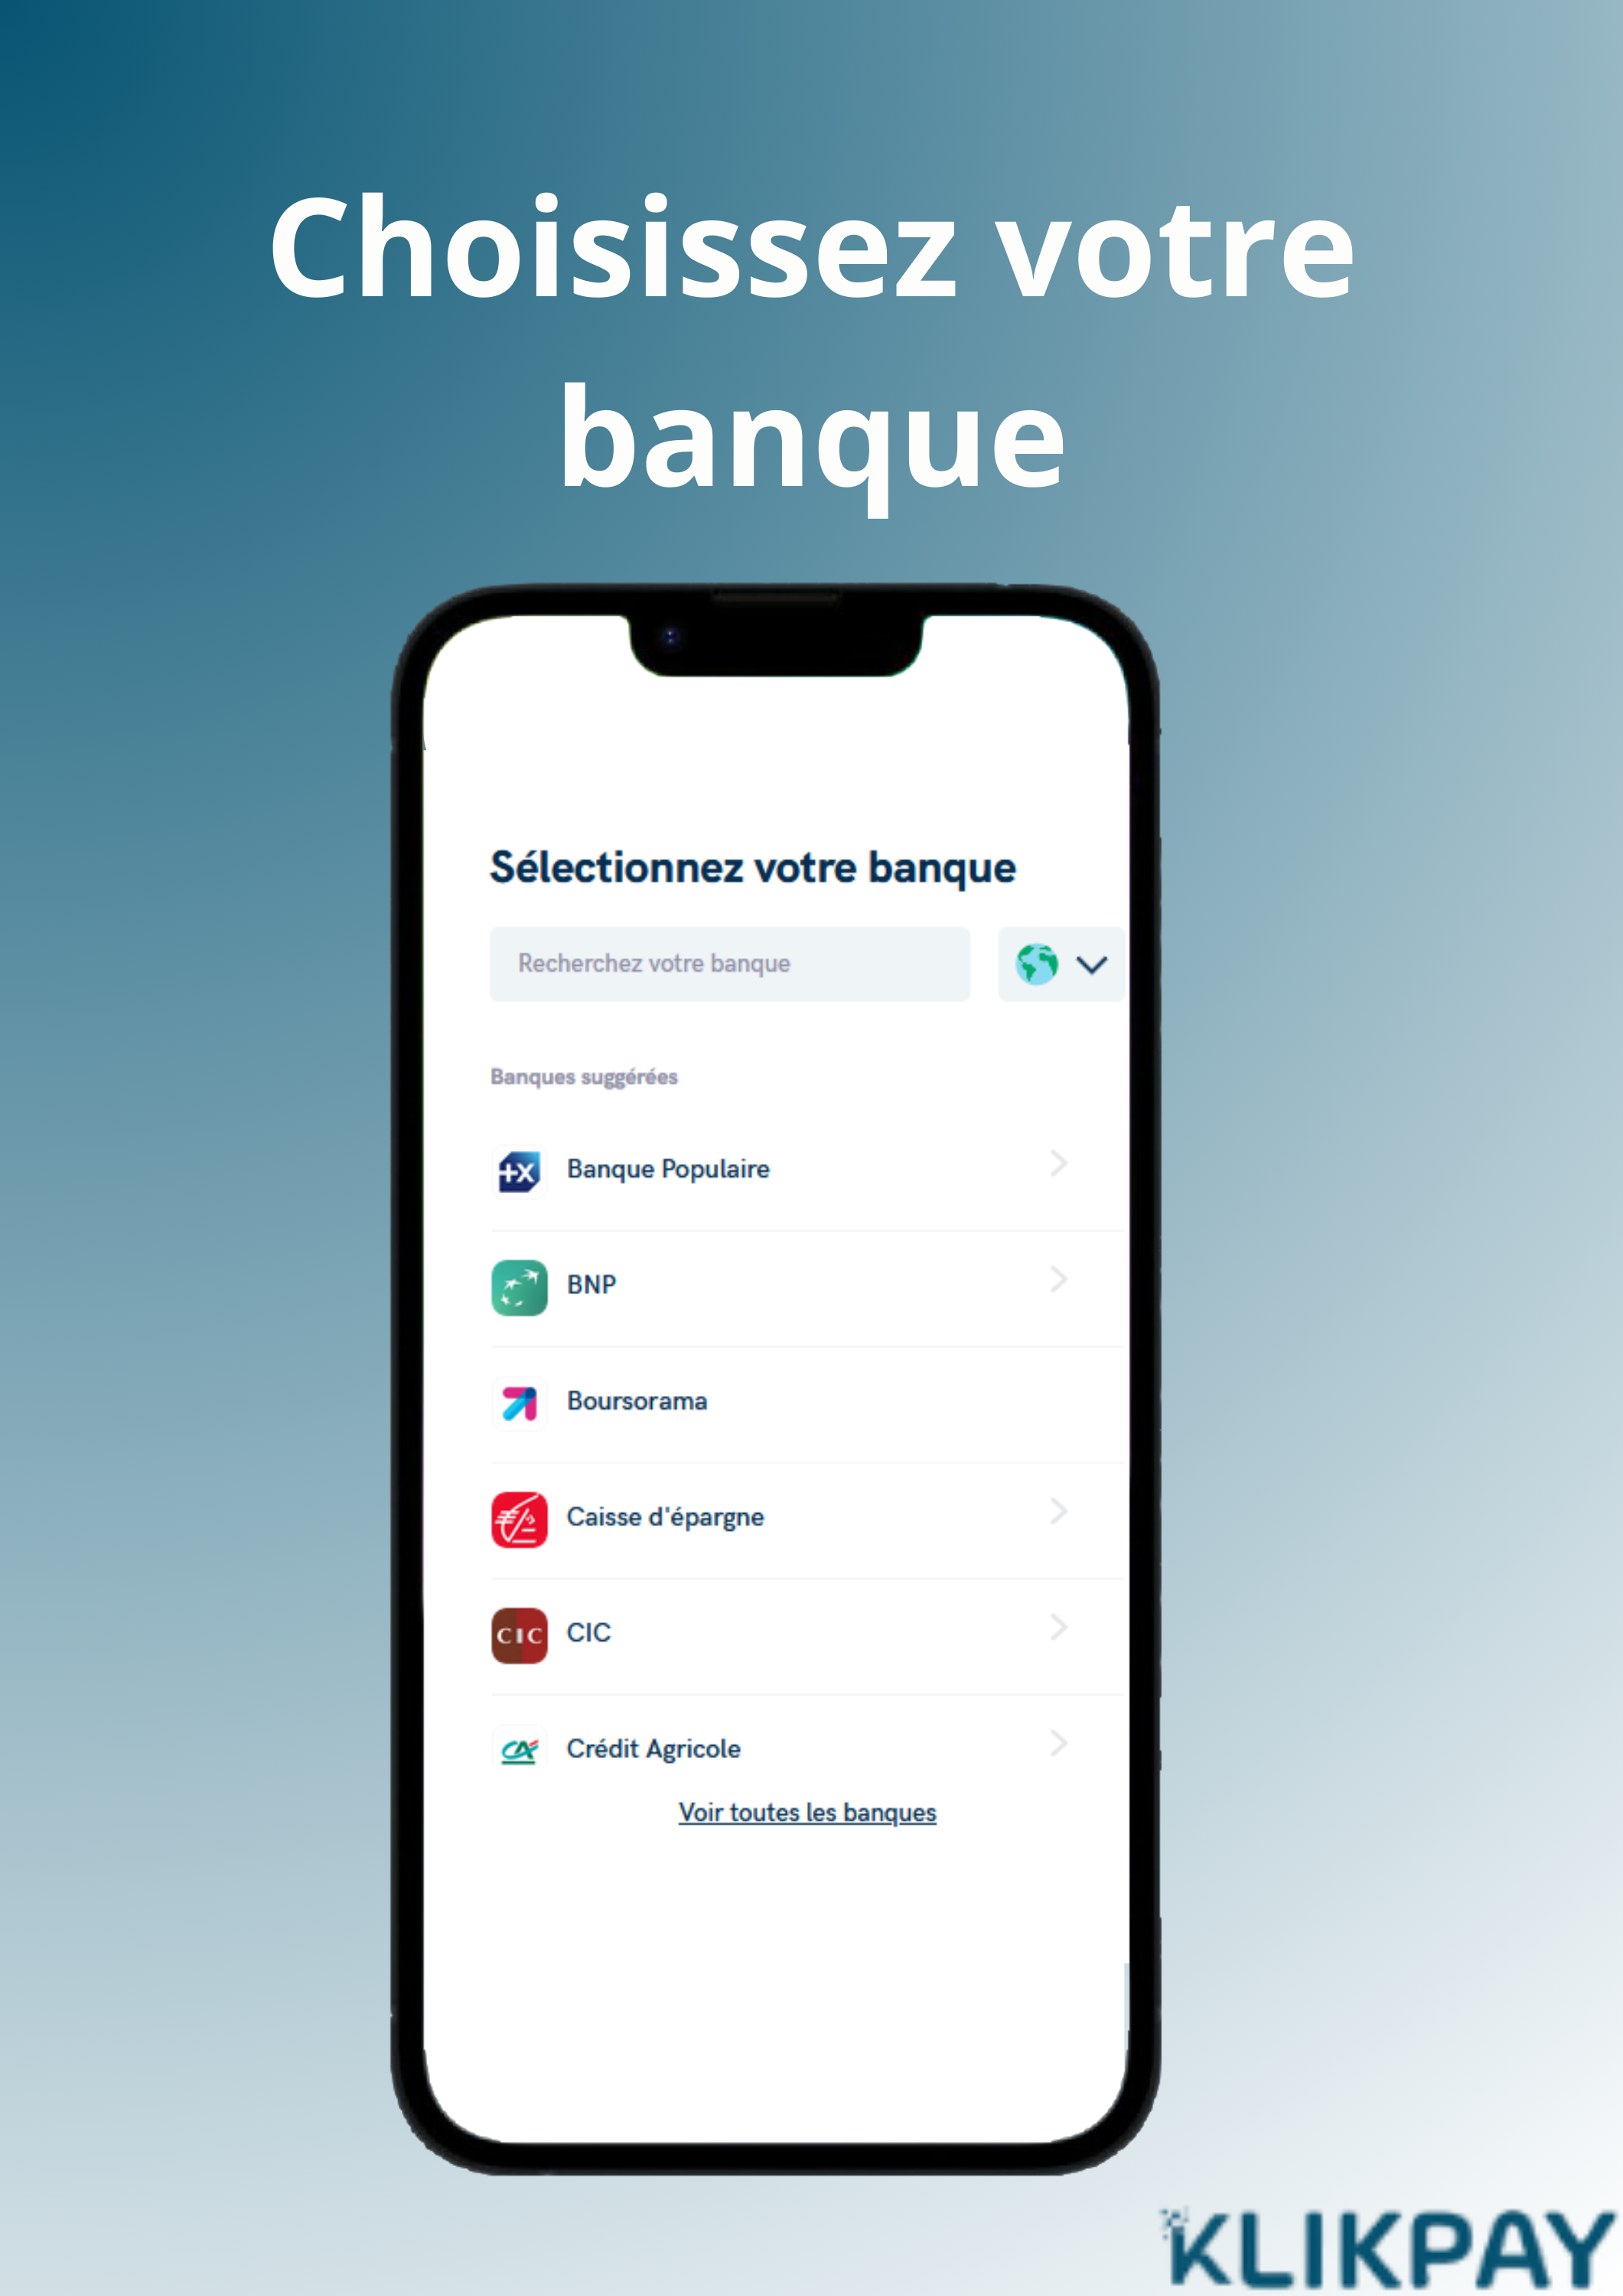 Choisissez votre
banque
Sélectionnez votre banque
Recherchez votre banque
Banques suggérées
+X Banque Populaire
BNP
Boursorama
Caisse d'épargne
CIC CIC
CA Crédit Agricole
Voir toutes les banques
KLIKPAY